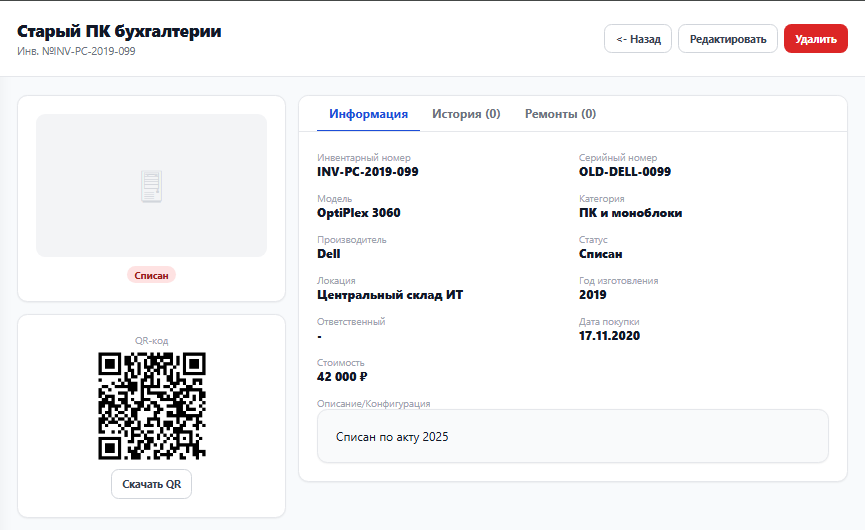 Старый ПК бухгалтерии
Инв. №INV-PC-2019-099
<- Назад
Редактировать
Удалить
Списан
QR-код
Скачать QR
Информация
История (0)
Ремонты (0)
Инвентарный номер
INV-PC-2019-099
Серийный номер
OLD-DELL-0099
Модель
OptiPlex 3060
Категория
ПК и моноблоки
Производитель
Dell
Статус
Списан
Локация
Центральный склад ИТ
Год изготовления
2019
Ответственный
-
Дата покупки
17.11.2020
Стоимость
42 000 ₽
Описание/Конфигурация
Списан по акту 2025